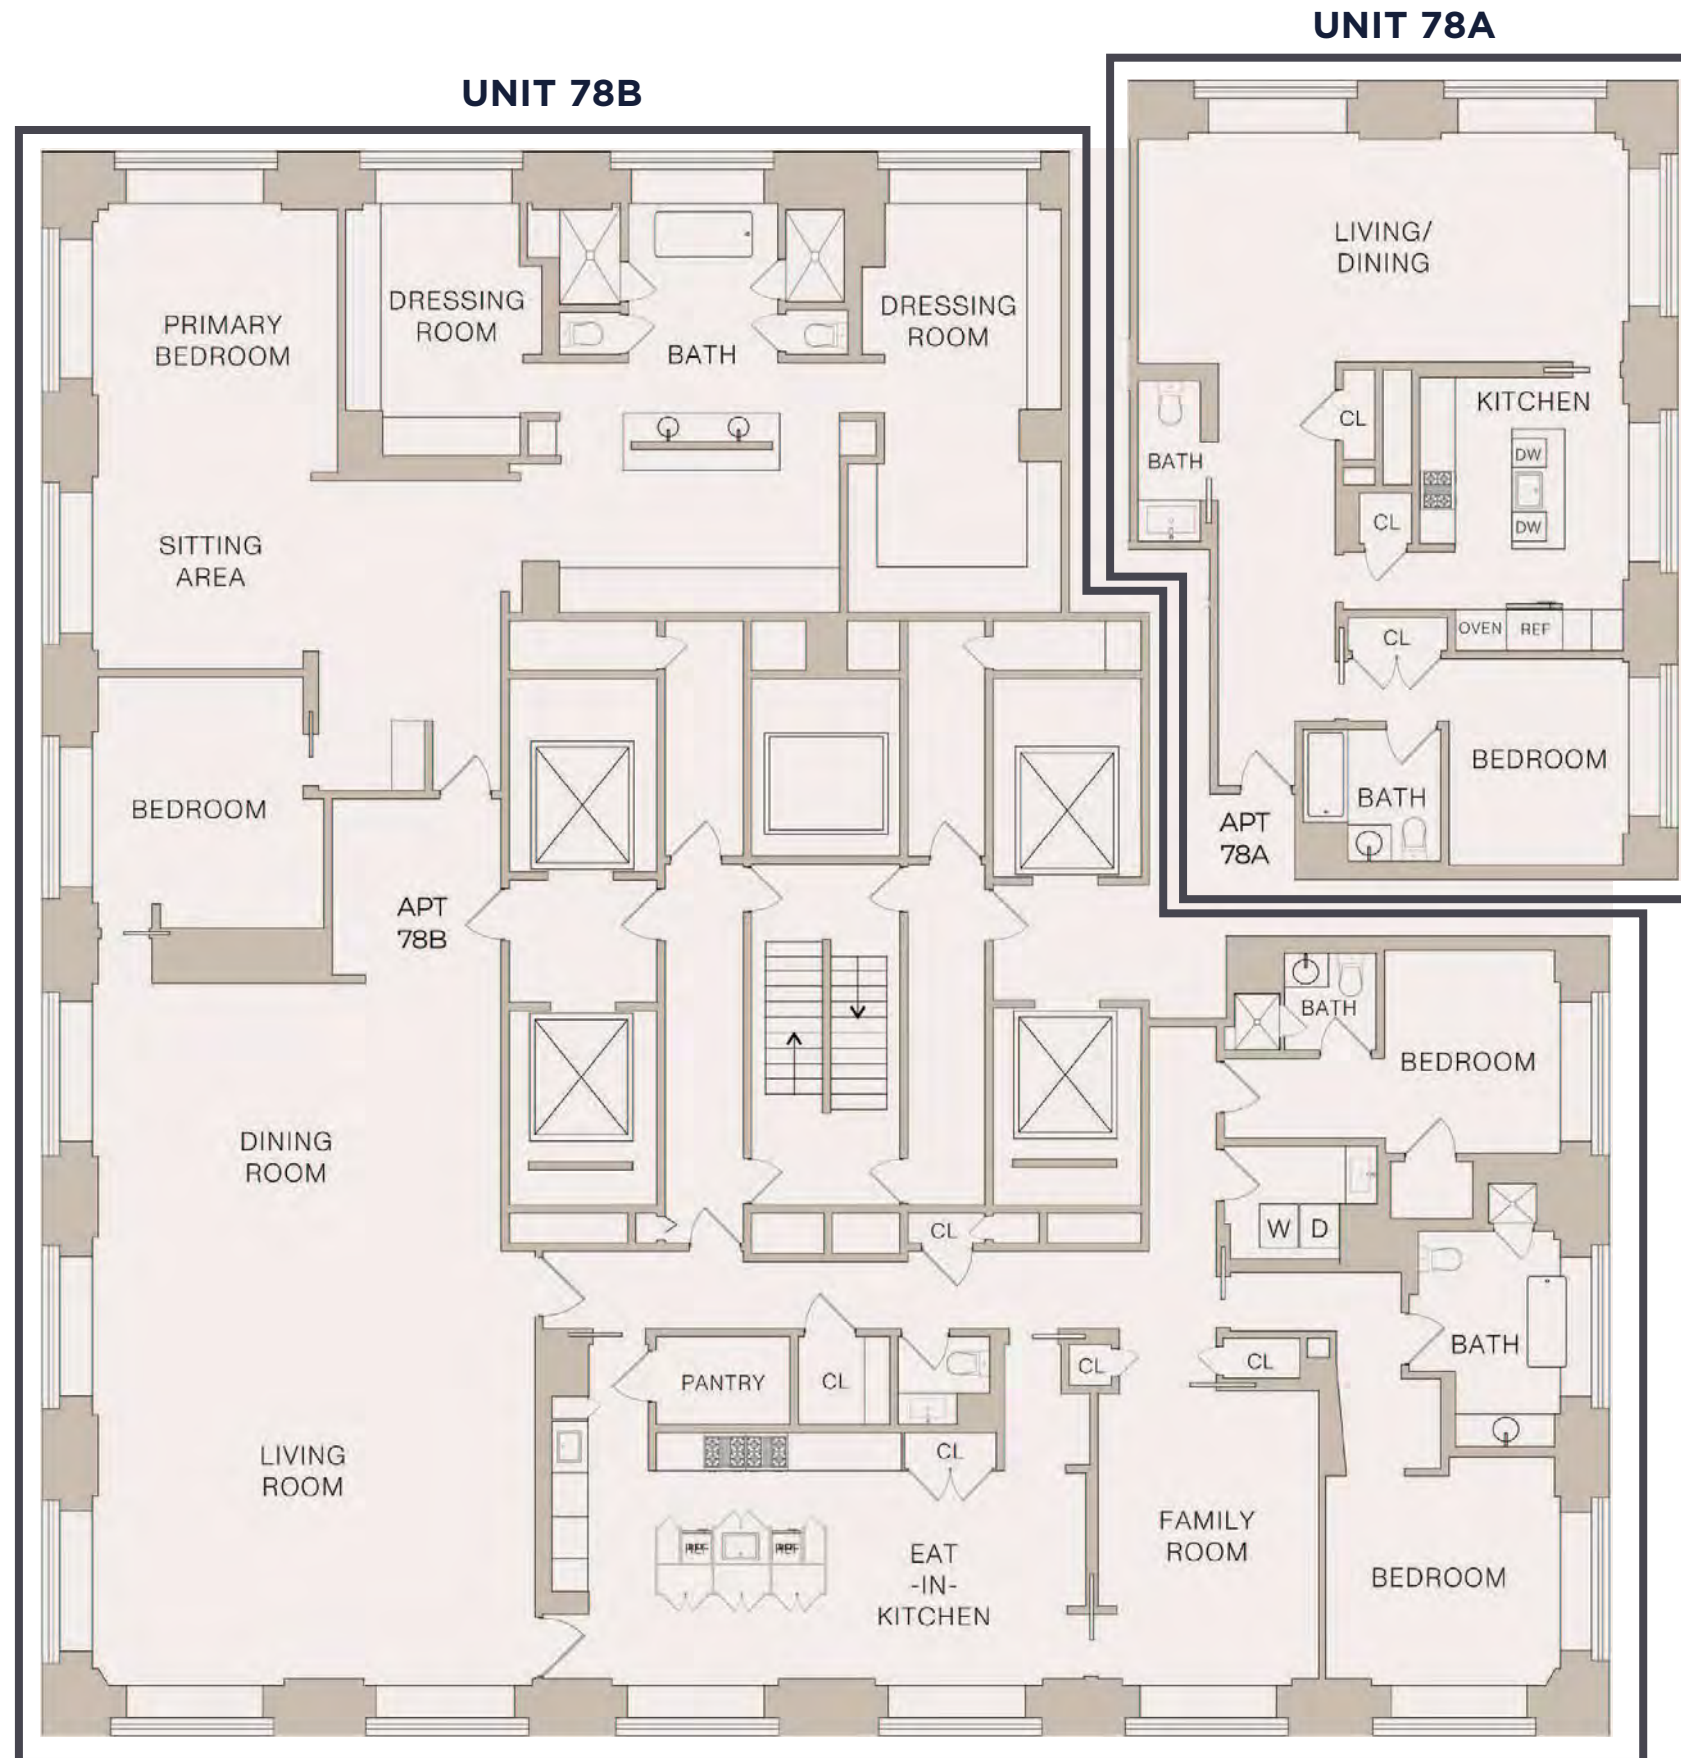 UNIT 78A
UNIT 78B
LIVING/
DINING
DRESSING
ROOM
DRESSING
ROOM
PRIMARY
BEDROOM
BATH
KITCHEN
CL
DW
BATH
CL
DW
SITTING
AREA
OVEN
REF
CL
BEDROOM
BATH
BEDROOM
APT
78A
APT
78B
BATH
BEDROOM
DINING
ROOM
W
D
CL
BATH
CL
CL
PANTRY
CL
CL
LIVING
ROOM
FAMILY
ROOM
REF
REF
EAT
-IN-
KITCHEN
BEDROOM